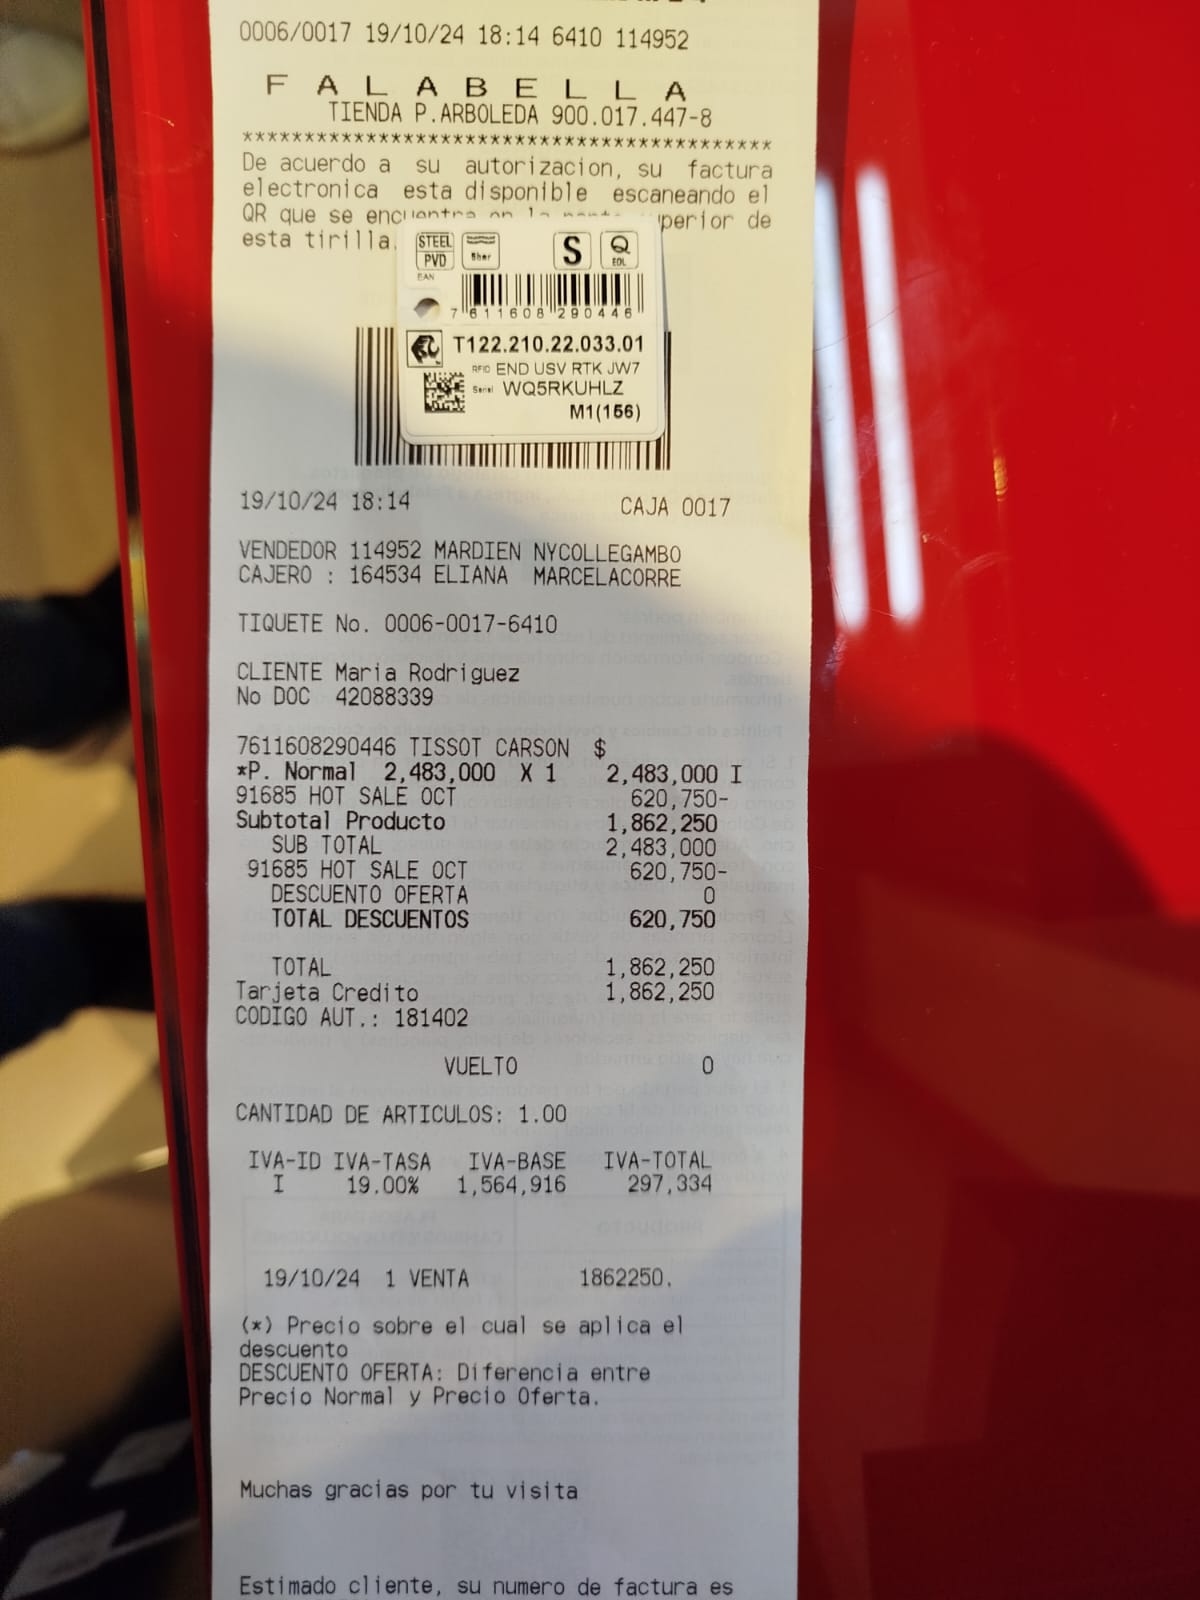 0006/0017 19/10/24 18:14 6410 114952
FALABELLA
TIENDA P.ARBOLEDA 900.017.447-8
*******************************************
De acuerdo a su autorizacion, su factura
electronica esta disponible escaneando el
QR que se encuentra en la parte superior de
esta tirilla.
STEEL
PVD
5bar
S
Q
EOL
EAN
7 611608 290446
T122.210.22.033.01
RFID END USV RTK JW7
Serial WQ5RKUHLZ
M1(156)
19/10/24 18:14 CAJA 0017
VENDEDOR 114952 MARDIEN NYCOLLEGAMBO
CAJERO : 164534 ELIANA MARCELACORRE
TIQUETE No. 0006-0017-6410
CLIENTE Maria Rodriguez
No DOC 42088339
7611608290446 TISSOT CARSON $
*P. Normal 2,483,000 X 1 2,483,000 I
91685 HOT SALE OCT 620,750-
Subtotal Producto 1,862,250
SUB TOTAL 2,483,000
91685 HOT SALE OCT 620,750-
DESCUENTO OFERTA 0
TOTAL DESCUENTOS 620,750
TOTAL 1,862,250
Tarjeta Credito 1,862,250
CODIGO AUT.: 181402
VUELTO 0
CANTIDAD DE ARTICULOS: 1.00
IVA-ID IVA-TASA IVA-BASE IVA-TOTAL
I 19.00% 1,564,916 297,334
19/10/24 1 VENTA 1862250.
(*) Precio sobre el cual se aplica el
descuento
DESCUENTO OFERTA: Diferencia entre
Precio Normal y Precio Oferta.
Muchas gracias por tu visita
Estimado cliente, su numero de factura es